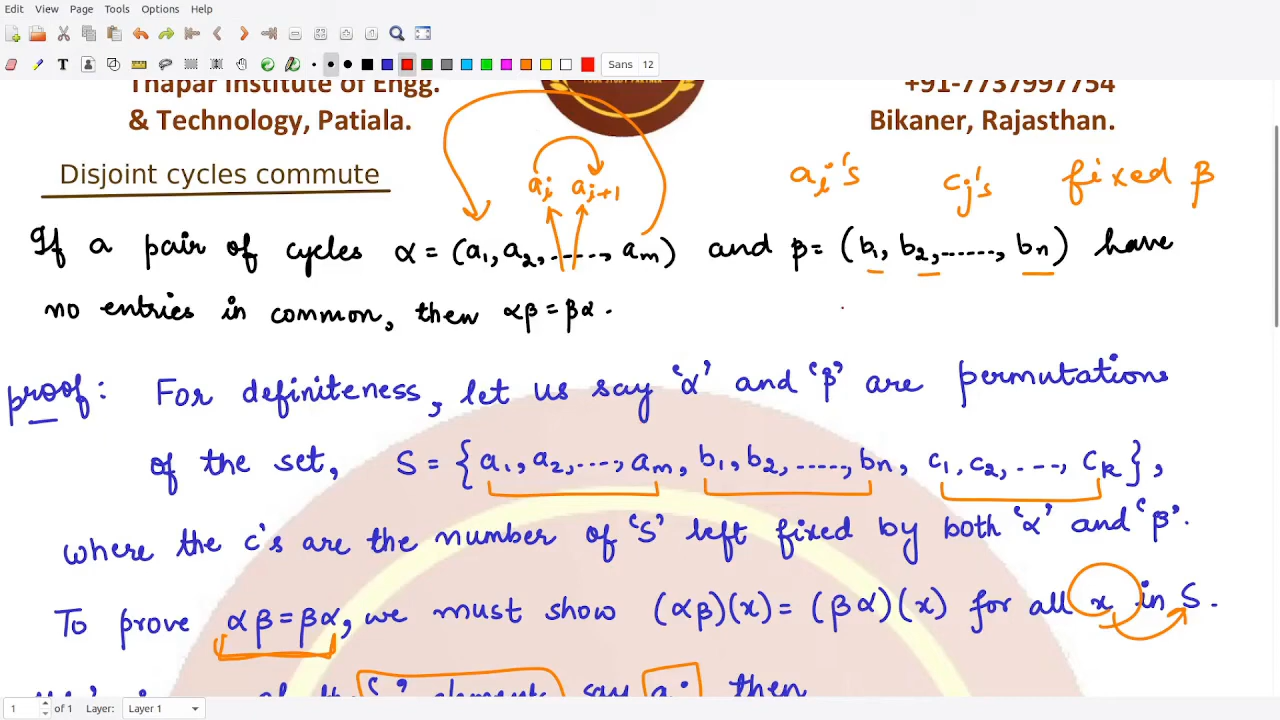 Edit View Page Tools Options Help
Sans 12
Thapar Institute of Engg.
& Technology, Patiala.
+91-7737997754
Bikaner, Rajasthan.
Disjoint cycles commute
aj aj+1
ai's cj's fixed β
If a pair of cycles α = (a1, a2, ....., am) and β = (b1, b2, ......, bn) have
no entries in common, then αβ = βα.
proof: For definiteness, let us say 'α' and 'β' are permutations
of the set, S = {a1, a2, ...., am, b1, b2, ....., bn, c1, c2, ...., ck},
where the c's are the number of 'S' left fixed by both 'α' and 'β'.
To prove αβ = βα, we must show (αβ)(x) = (βα)(x) for all x in S.
of the 'S' elements say ai then
1 of 1 Layer: Layer 1